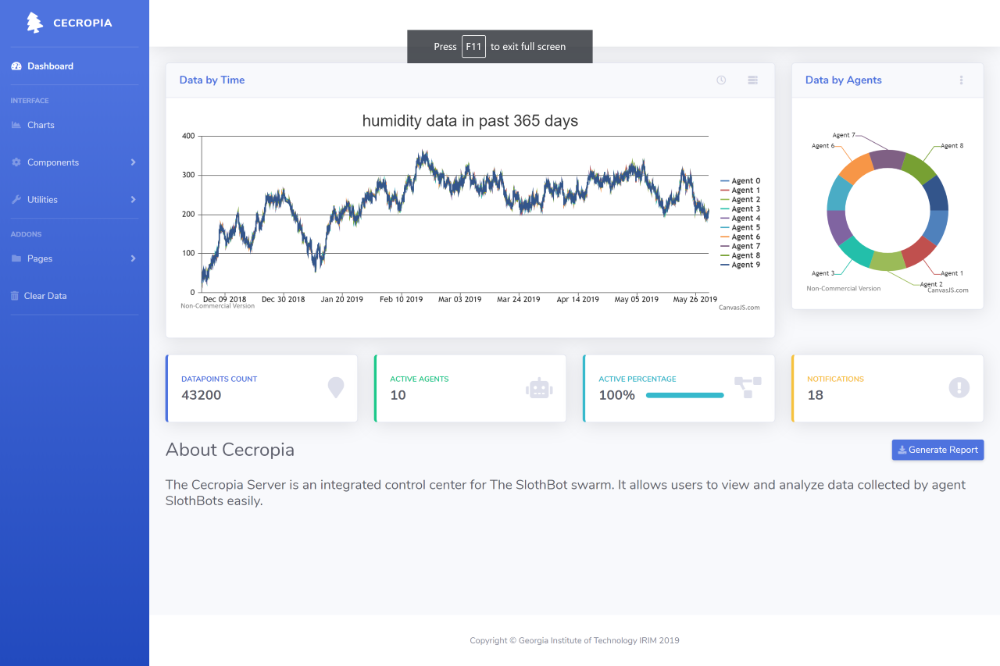 CECROPIA
Dashboard
INTERFACE
Charts
Components
Utilities
ADDONS
Pages
Clear Data
Press F11 to exit full screen
Data by Time
humidity data in past 365 days
400
300
200
100
0
Dec 09 2018 Dec 30 2018 Jan 20 2019 Feb 10 2019 Mar 03 2019 Mar 24 2019 Apr 14 2019 May 05 2019 May 26 2019
Agent 0
Agent 1
Agent 2
Agent 3
Agent 4
Agent 5
Agent 6
Agent 7
Agent 8
Agent 9
Non-Commercial Version
CanvasJS.com
Data by Agents
Agent 7
Agent 6
Agent 8
Agent 3
Agent 1
Agent 2
Non-Commercial Version
CanvasJS.com
DATAPOINTS COUNT
43200
ACTIVE AGENTS
10
ACTIVE PERCENTAGE
100%
NOTIFICATIONS
18
About Cecropia
Generate Report
The Cecropia Server is an integrated control center for The SlothBot swarm. It allows users to view and analyze data collected by agent
SlothBots easily.
Copyright © Georgia Institute of Technology IRIM 2019